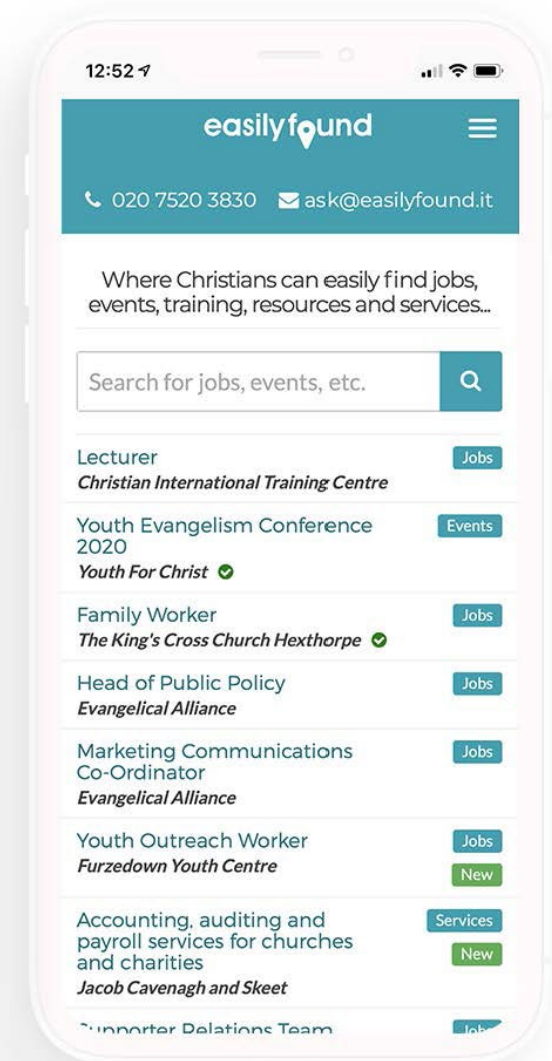 12:52
easilyfound
020 7520 3830 ask@easilyfound.it
Where Christians can easily find jobs,
events, training, resources and services...
Search for jobs, events, etc.
Lecturer Jobs
Christian International Training Centre
Youth Evangelism Conference Events
2020
Youth For Christ
Family Worker Jobs
The King's Cross Church Hexthorpe
Head of Public Policy Jobs
Evangelical Alliance
Marketing Communications Jobs
Co-Ordinator
Evangelical Alliance
Youth Outreach Worker Jobs
Furzedown Youth Centre New
Accounting, auditing and Services
payroll services for churches New
and charities
Jacob Cavenagh and Skeet
Supporter Relations Team Jobs